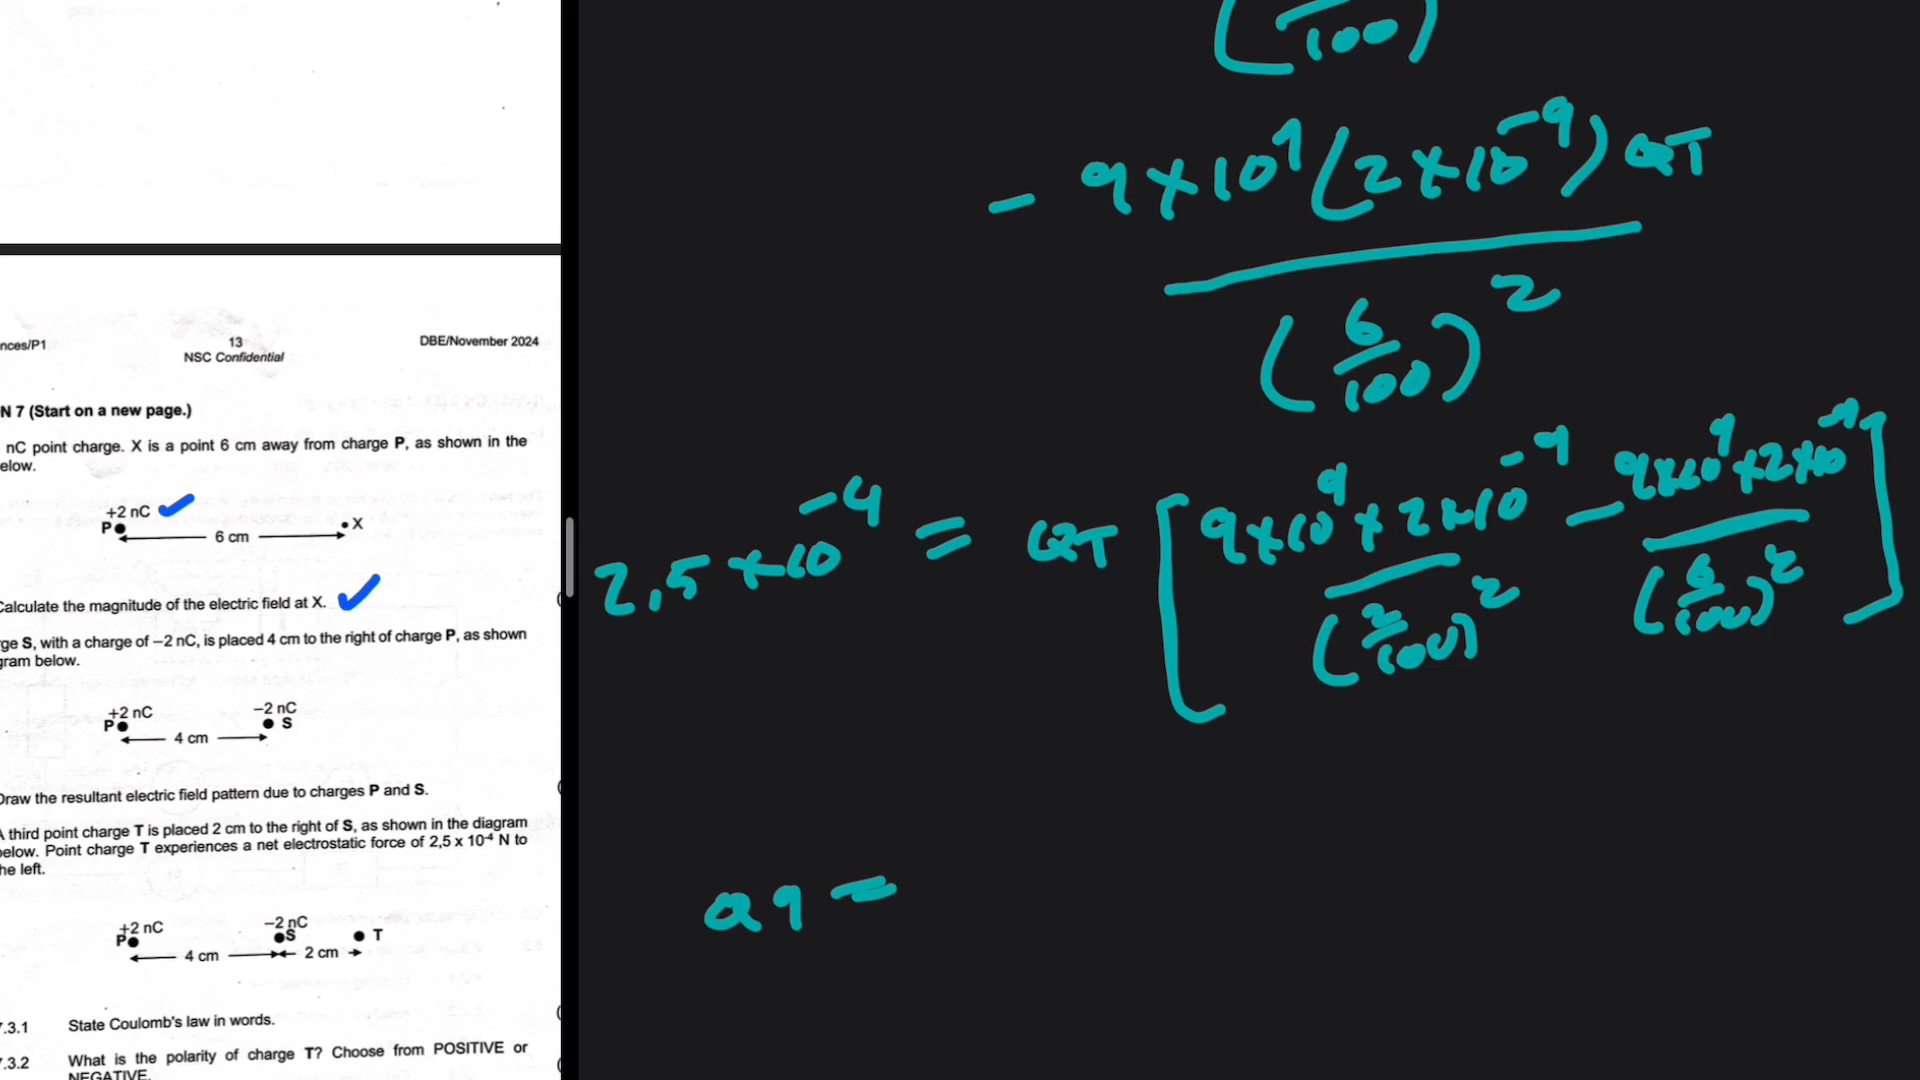 nces/P1
13
NSC Confidential
DBE/November 2024
N 7 (Start on a new page.)
nC point charge. X is a point 6 cm away from charge P, as shown in the
elow.
+2 nC
P
X
6 cm
Calculate the magnitude of the electric field at X.
ge S, with a charge of –2 nC, is placed 4 cm to the right of charge P, as shown
gram below.
+2 nC
–2 nC
P
S
4 cm
Draw the resultant electric field pattern due to charges P and S.
A third point charge T is placed 2 cm to the right of S, as shown in the diagram
below. Point charge T experiences a net electrostatic force of 2,5 x 10⁻⁴ N to
he left.
+2 nC
–2 nC
P
S
T
4 cm
2 cm
7.3.1 State Coulomb's law in words.
7.3.2 What is the polarity of charge T? Choose from POSITIVE or
NEGATIVE.
100)
- 9×10⁹(2×10⁻⁹)QT
(6/100)²
2,5×10⁻⁴ = QT [9×10⁹×2×10⁻⁹/(2/100)² - 9×10⁹×2×10⁻⁹/(6/100)²]